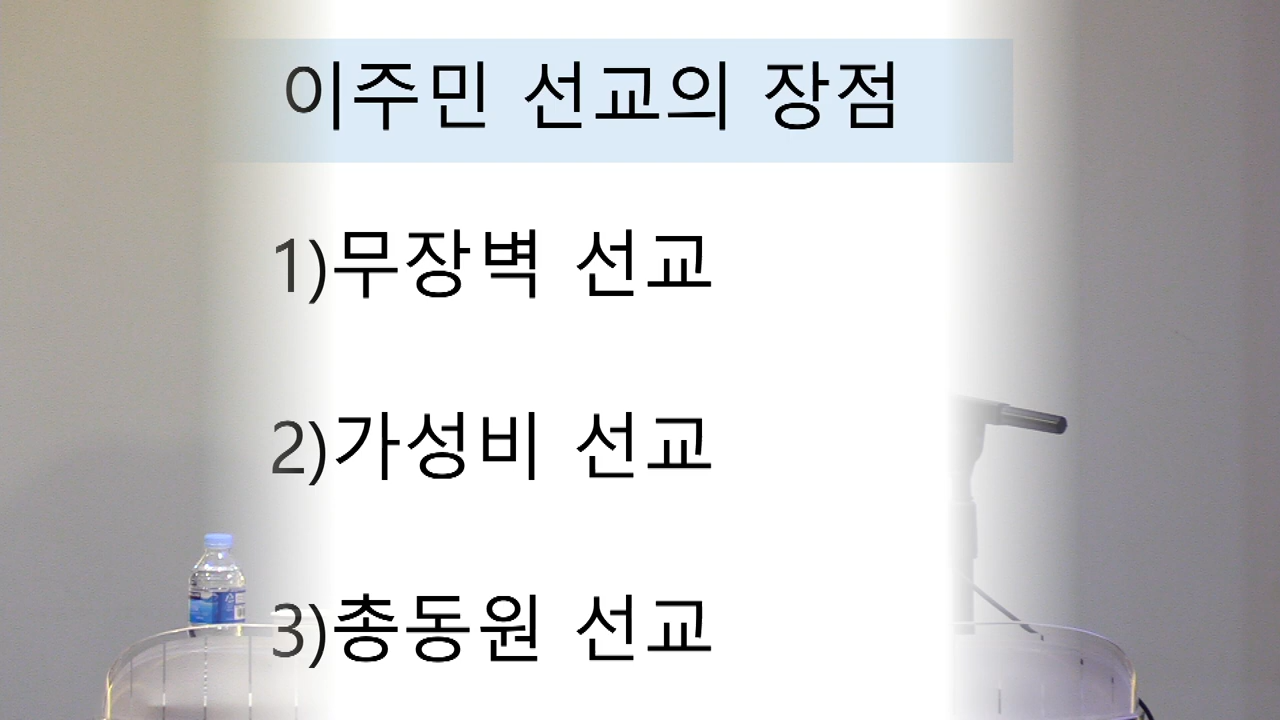 이주민 선교의 장점
1)무장벽 선교
2)가성비 선교
3)총동원 선교